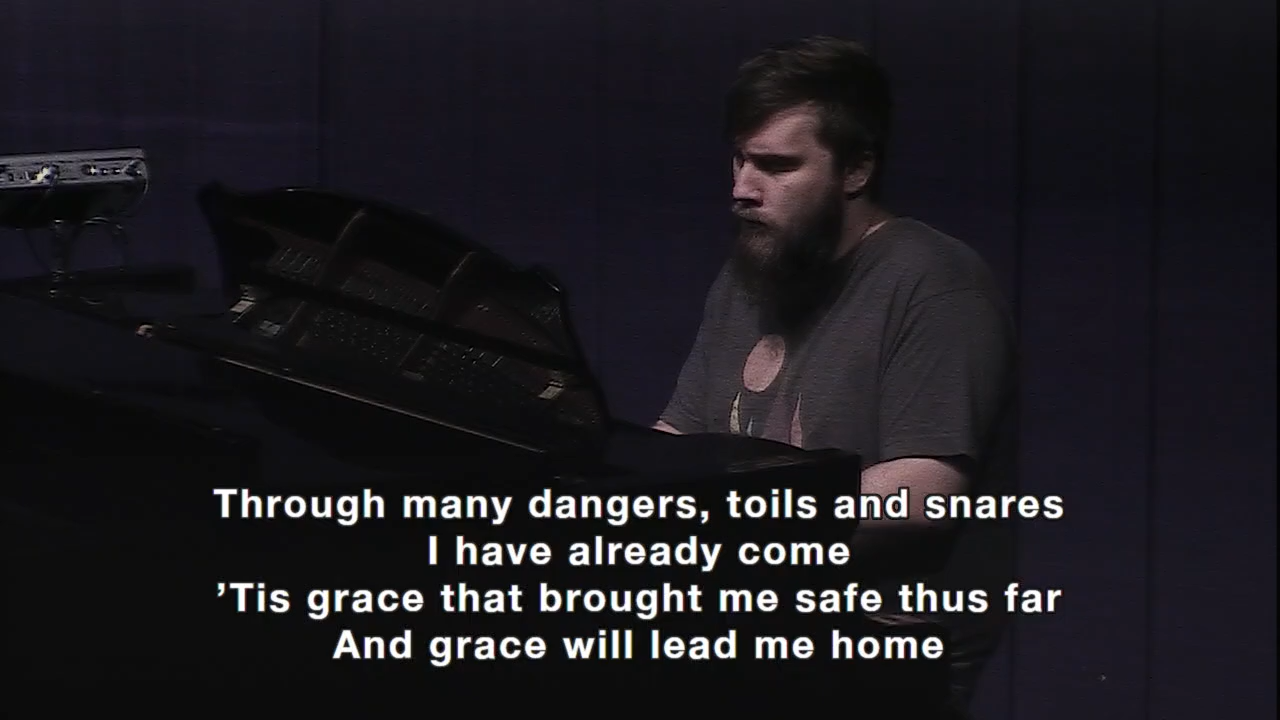 Through many dangers, toils and snares
I have already come
’Tis grace that brought me safe thus far
And grace will lead me home